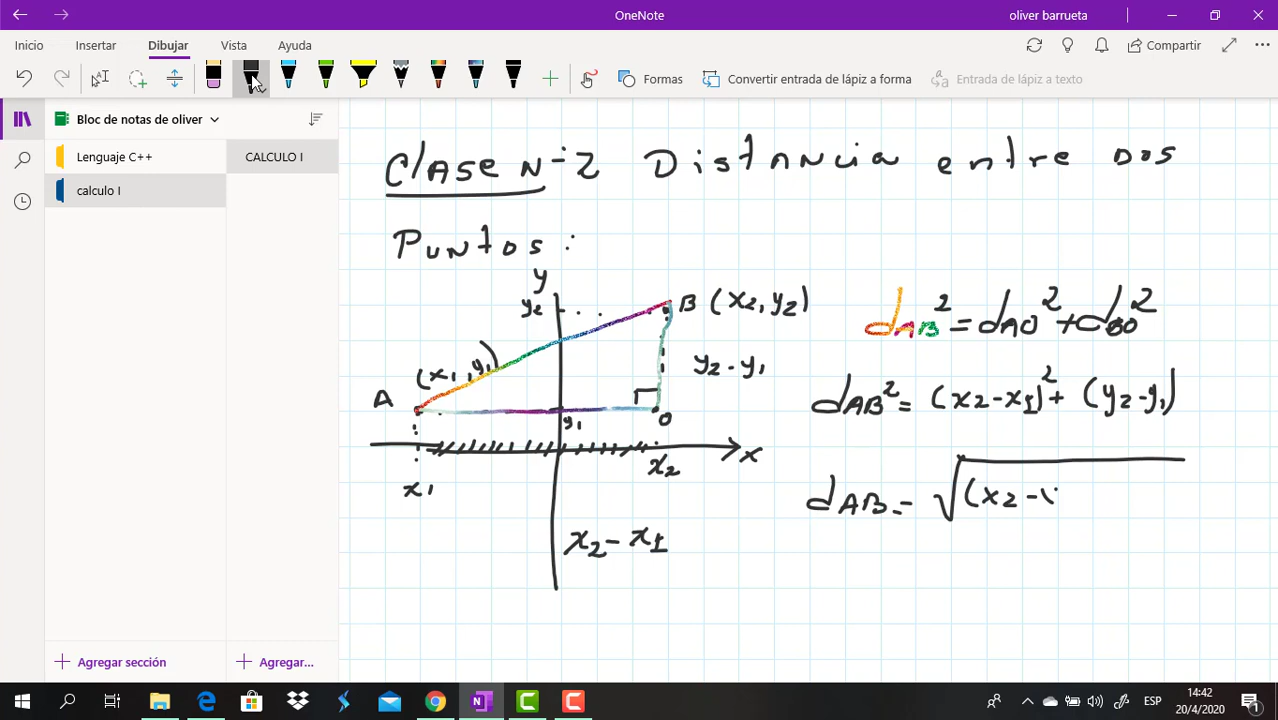 OneNote
oliver barrueta
Inicio Insertar Dibujar Vista Ayuda
Compartir
Formas Convertir entrada de lápiz a forma Entrada de lápiz a texto
Bloc de notas de oliver
Lenguaje C++
calculo I
CALCULO I
Agregar sección
Agregar...
Clase N-2 Distancia entre Dos
Puntos:
y
y2
B (x2, y2)
(x1, y1)
A
y2 - y1
y1
O
x
x1
x2
x2 - x1
dAB² = dAO² + dBO²
dAB² = (x2-x1)² + (y2-y1)
dAB = √(x2-(
ESP
14:42
20/4/2020
1